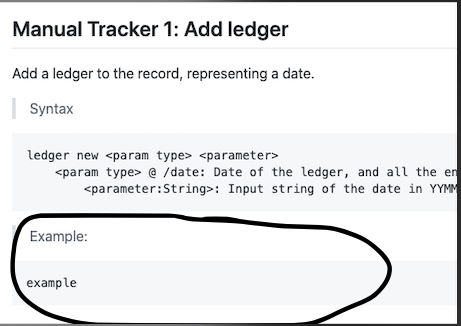 Manual Tracker 1: Add ledger
Add a ledger to the record, representing a date.
Syntax
ledger new <param type> <parameter>
<param type> @ /date: Date of the ledger, and all the en
<parameter:String>: Input string of the date in YYMM
Example:
example